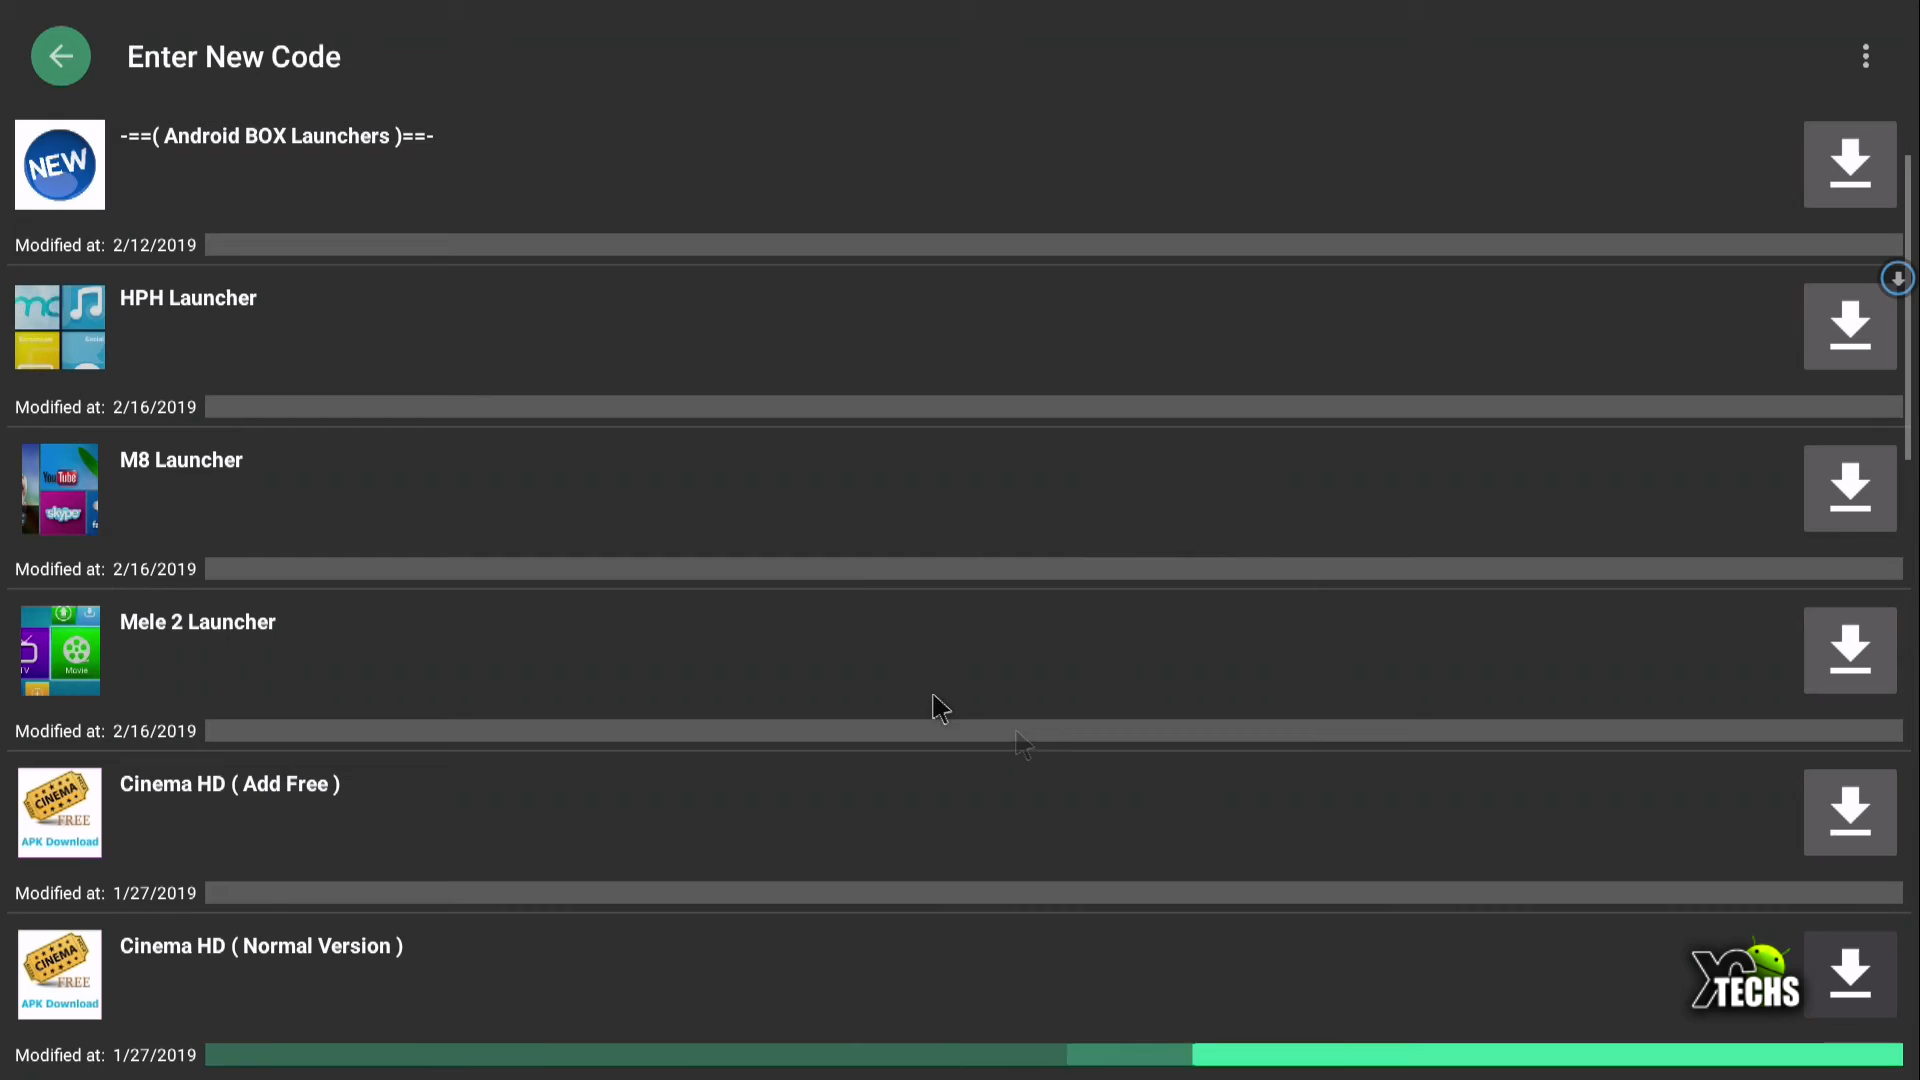 Enter New Code
NEW
-==( Android BOX Launchers )==-
Modified at: 2/12/2019
HPH Launcher
Modified at: 2/16/2019
M8 Launcher
YouTube
skype
Modified at: 2/16/2019
Mele 2 Launcher
TV
Movie
Modified at: 2/16/2019
Cinema HD ( Add Free )
CINEMA
FREE
APK Download
Modified at: 1/27/2019
Cinema HD ( Normal Version )
CINEMA
FREE
APK Download
TECHS
Modified at: 1/27/2019